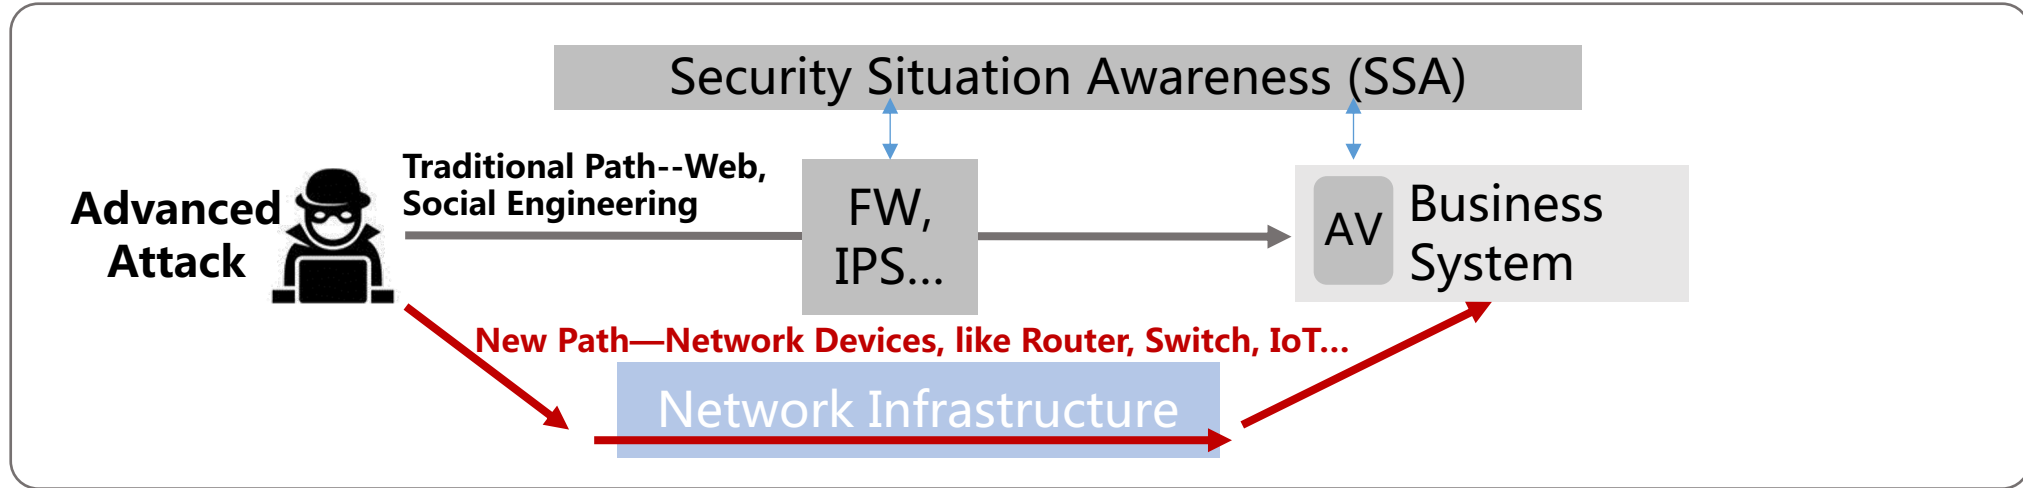 Security Situation Awareness (SSA)
Traditional Path--Web,
Social Engineering
Advanced
Attack
FW,
IPS...
AV
Business
System
New Path—Network Devices, like Router, Switch, IoT...
Network Infrastructure